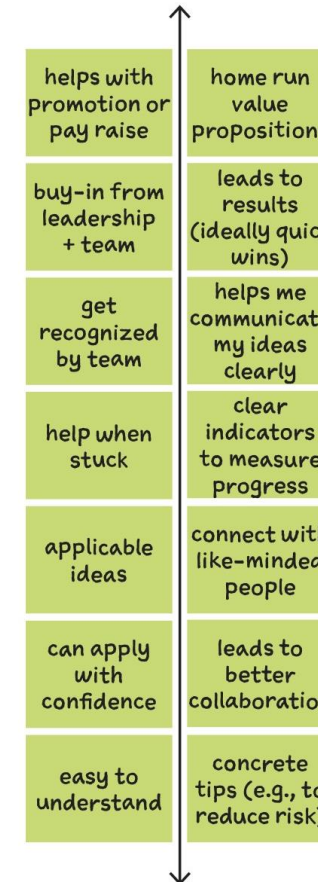 helps with
promotion or
pay raise
home run
value
proposition
buy-in from
leadership
+ team
leads to
results
(ideally quic
wins)
get
recognized
by team
helps me
communicat
my ideas
clearly
help when
stuck
clear
indicators
to measure
progress
applicable
ideas
connect wit
like-minded
people
can apply
with
confidence
leads to
better
collaboratio
easy to
understand
concrete
tips (e.g., to
reduce risk)